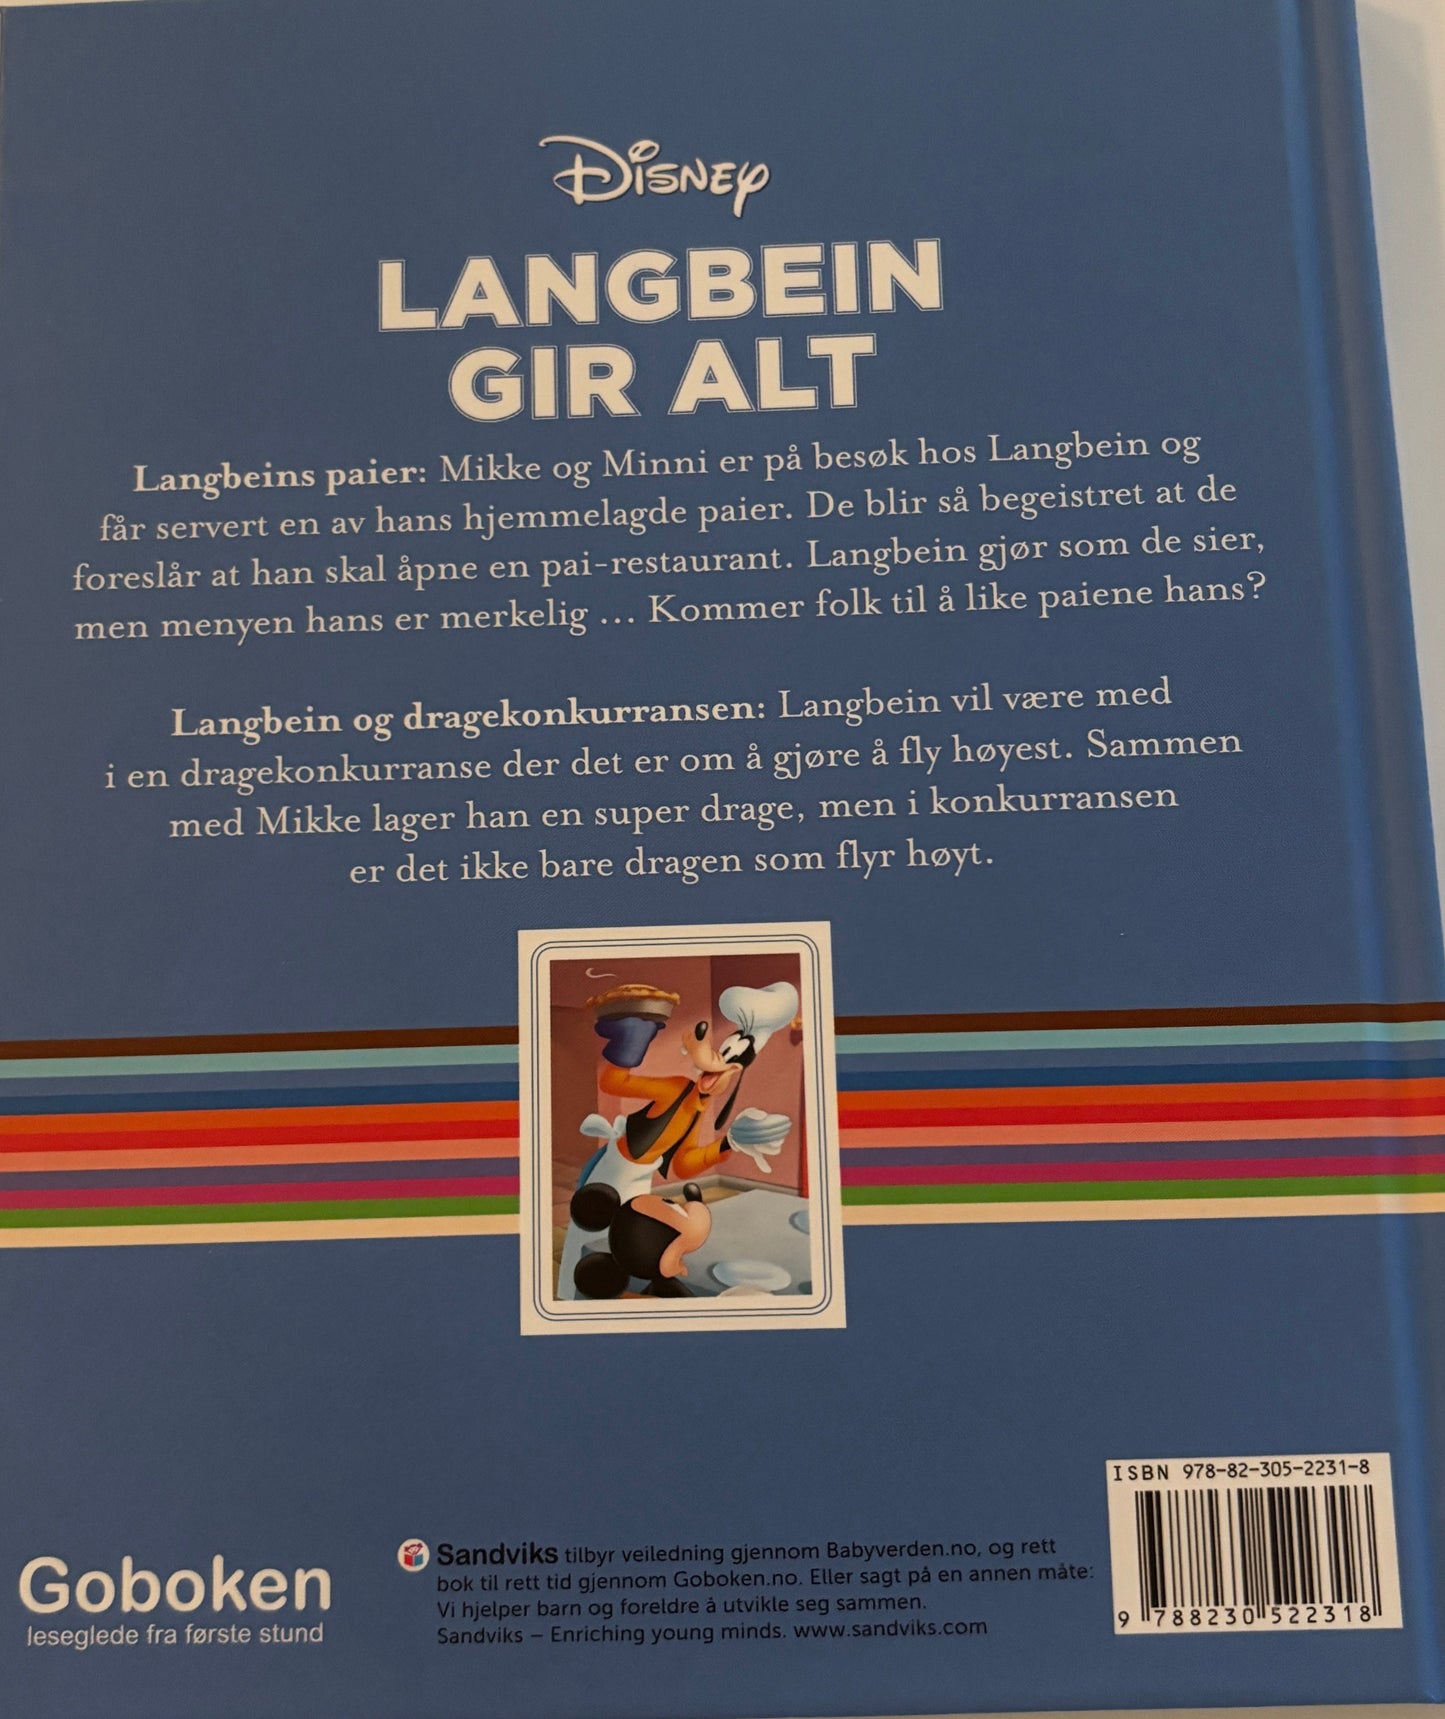 DISNEY
LANGBEIN
GIR ALT
Langbeins paier: Mikke og Minni er på besøk hos Langbein og
får servert en av hans hjemmelagde paier. De blir så begeistret at de
foreslår at han skal åpne en pai-restaurant. Langbein gjør som de sier,
men menyen hans er merkelig ... Kommer folk til å like paiene hans?
Langbein og dragekonkurransen: Langbein vil være med
i en dragekonkurranse der det er om å gjøre å fly høyest. Sammen
med Mikke lager han en super drage, men i konkurransen
er det ikke bare dragen som flyr høyt.
Goboken
leseglede fra første stund
Sandviks tilbyr veiledning gjennom Babyverden.no, og rett
bok til rett tid gjennom Goboken.no. Eller sagt på en annen måte:
Vi hjelper barn og foreldre å utvikle seg sammen.
Sandviks – Enriching young minds. www.sandviks.com
ISBN 978-82-305-2231-8
9 788230 522318